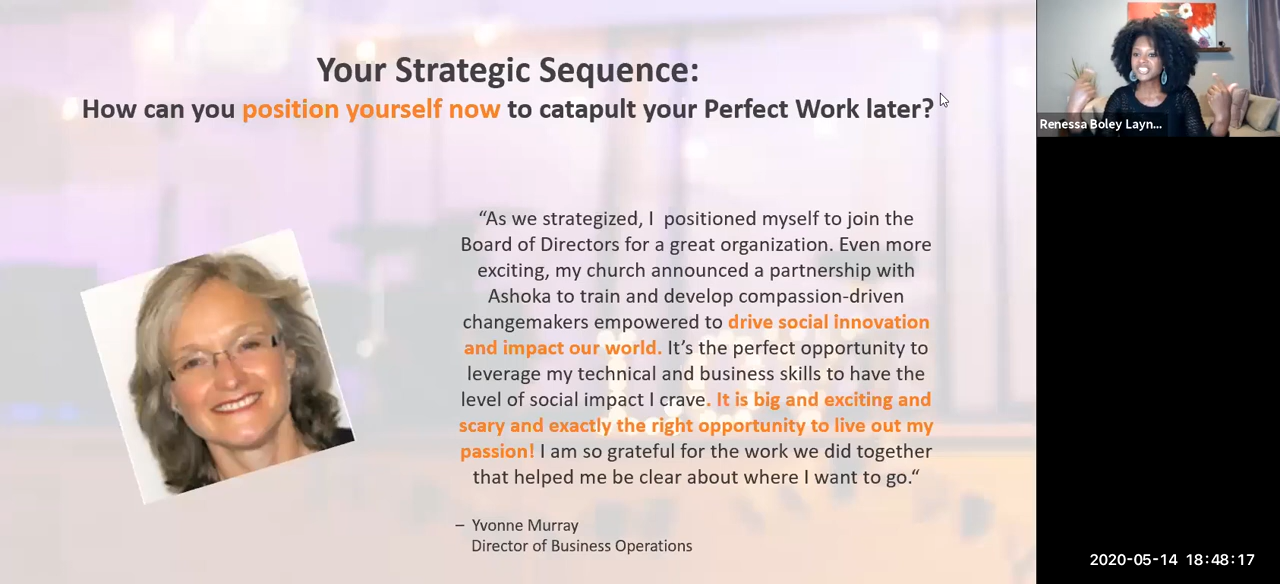 Your Strategic Sequence:
How can you position yourself now to catapult your Perfect Work later?
Renessa Boley Layn...
“As we strategized, I positioned myself to join the
Board of Directors for a great organization. Even more
exciting, my church announced a partnership with
Ashoka to train and develop compassion-driven
changemakers empowered to drive social innovation
and impact our world. It’s the perfect opportunity to
leverage my technical and business skills to have the
level of social impact I crave. It is big and exciting and
scary and exactly the right opportunity to live out my
passion! I am so grateful for the work we did together
that helped me be clear about where I want to go.“
– Yvonne Murray
Director of Business Operations
2020-05-14 18:48:17